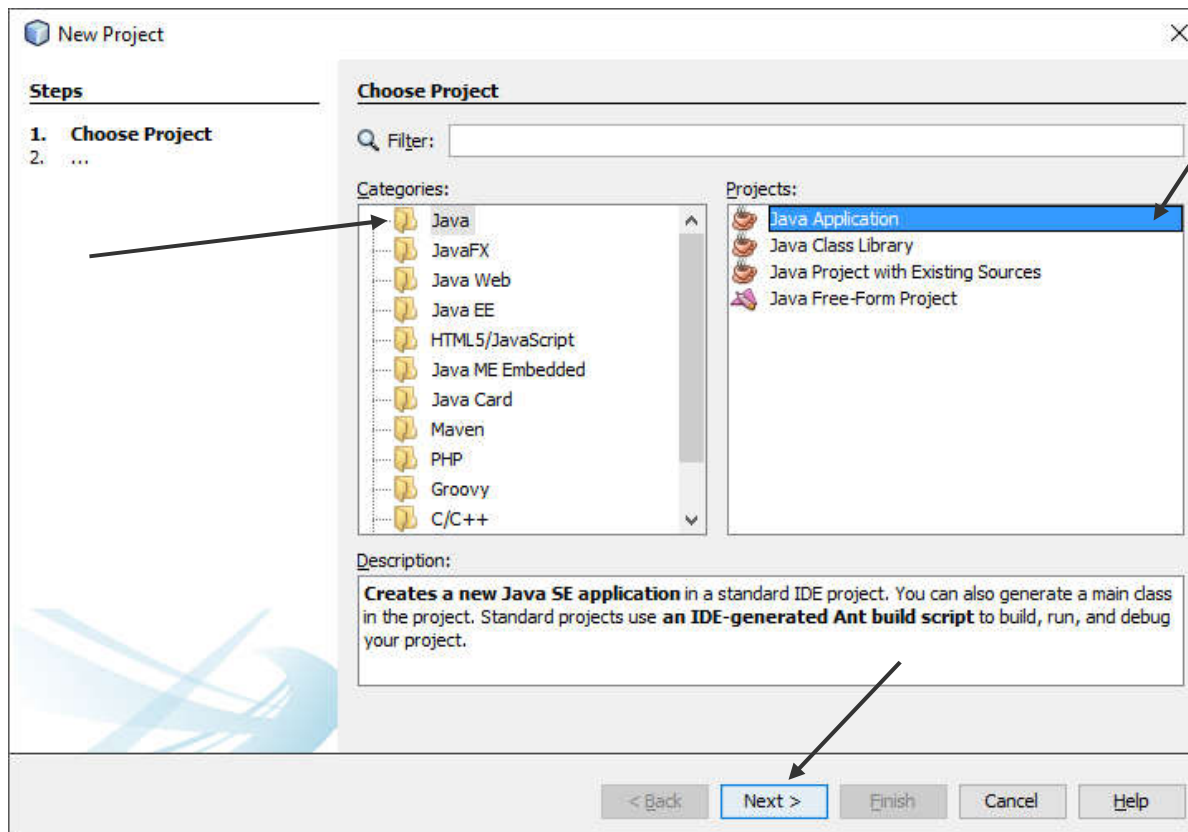 New Project
Steps
1. Choose Project
2. ...
Choose Project
Filter:
Categories:
Java
JavaFX
Java Web
Java EE
HTML5/JavaScript
Java ME Embedded
Java Card
Maven
PHP
Groovy
C/C++
Projects:
Java Application
Java Class Library
Java Project with Existing Sources
Java Free-Form Project
Description:
Creates a new Java SE application in a standard IDE project. You can also generate a main class
in the project. Standard projects use an IDE-generated Ant build script to build, run, and debug
your project.
< Back Next > Finish Cancel Help